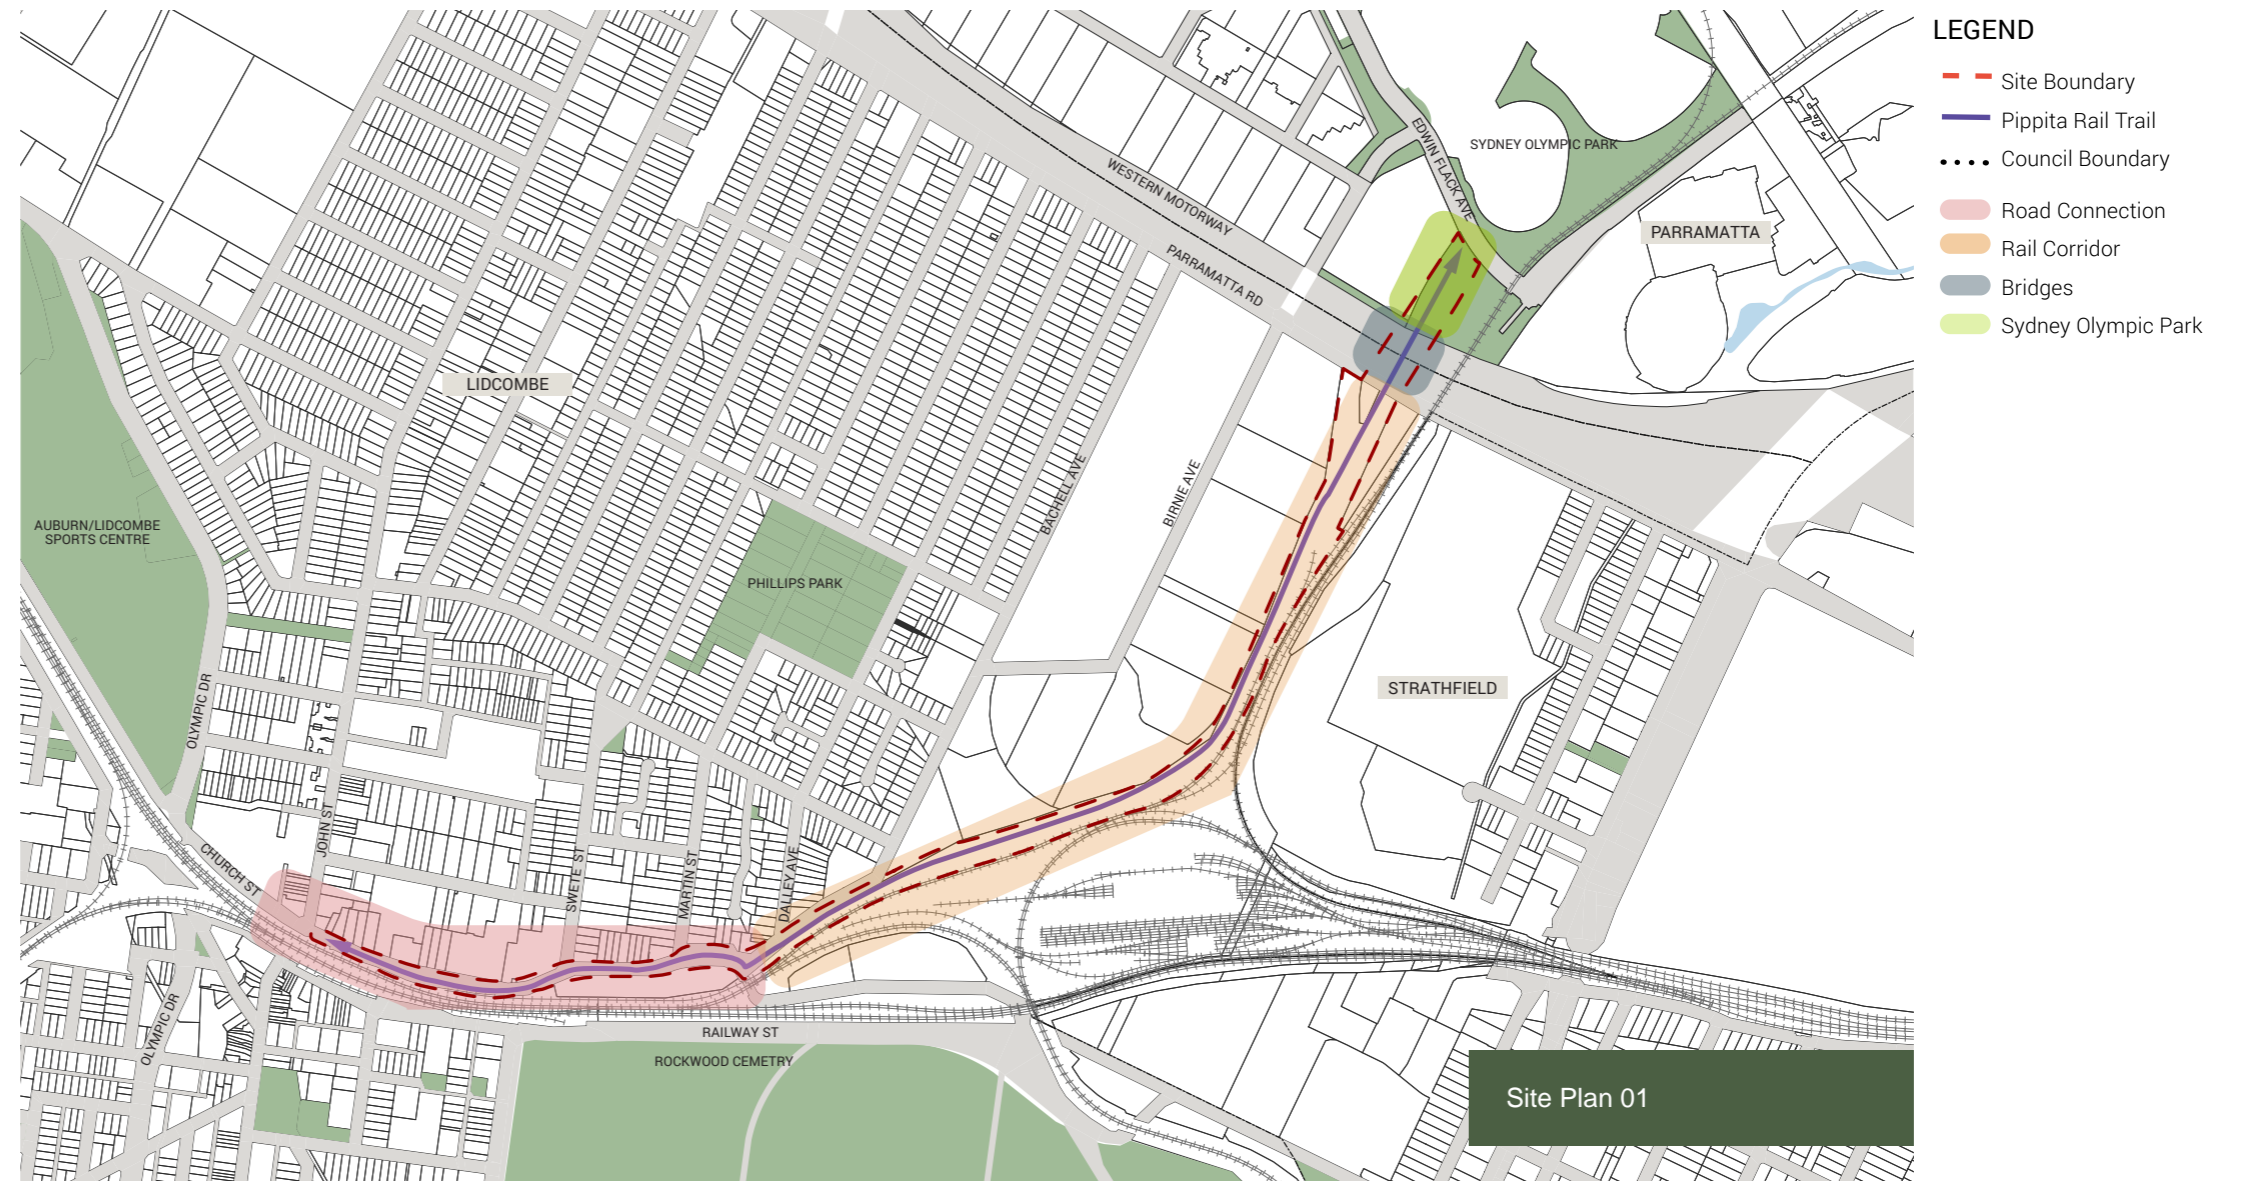 LEGEND
Site Boundary
Pippita Rail Trail
Council Boundary
Road Connection
Rail Corridor
Bridges
Sydney Olympic Park
EDWIN FLACK AVE
SYDNEY OLYMPIC PARK
WESTERN MOTORWAY
PARRAMATTA
PARRAMATTA RD
LIDCOMBE
BACHELL AVE
BIRNIE AVE
AUBURN/LIDCOMBE
SPORTS CENTRE
PHILLIPS PARK
STRATHFIELD
OLYMPIC DR
JOHN ST
CHURCH ST
SWETE ST
MARTIN ST
DALLEY AVE
OLYMPIC DR
RAILWAY ST
ROCKWOOD CEMETRY
Site Plan 01